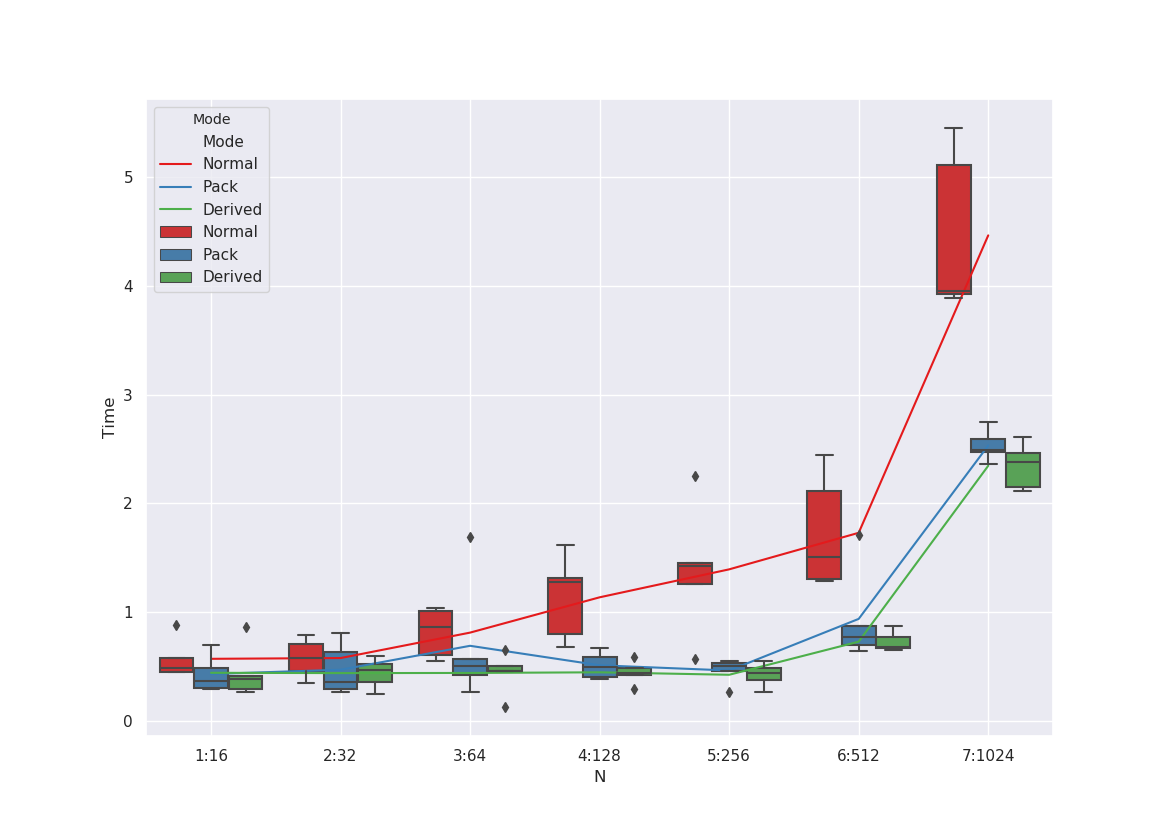 Mode
Mode
Normal
Pack
Derived
Normal
Pack
Derived
5
4
3
2
1
0
Time
1:16 2:32 3:64 4:128 5:256 6:512 7:1024
N